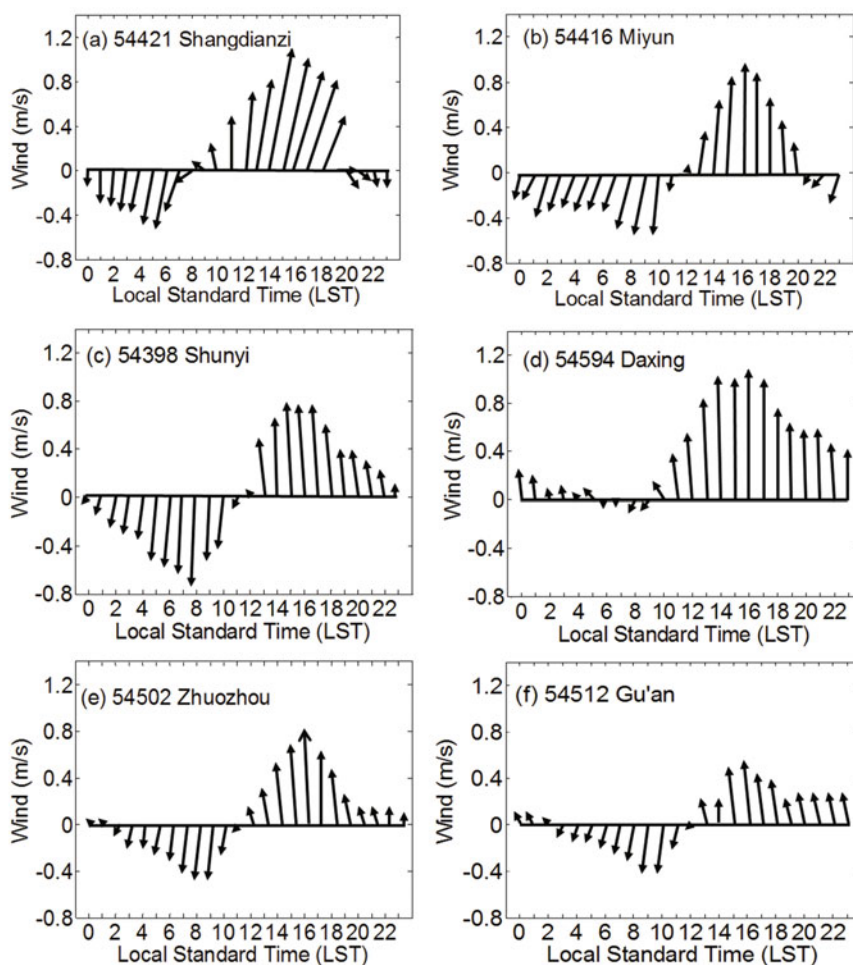 (a) 54421 Shangdianzi
1.2
0.8
0.4
0
-0.4
-0.8
Wind (m/s)
0 2 4 6 8 10 12 14 16 18 20 22
Local Standard Time (LST)
(b) 54416 Miyun
1.2
0.8
0.4
0
-0.4
-0.8
Wind (m/s)
0 2 4 6 8 10 12 14 16 18 20 22
Local Standard Time (LST)
(c) 54398 Shunyi
1.2
0.8
0.4
0
-0.4
-0.8
Wind (m/s)
0 2 4 6 8 10 12 14 16 18 20 22
Local Standard Time (LST)
(d) 54594 Daxing
1.2
0.8
0.4
0
-0.4
-0.8
Wind (m/s)
0 2 4 6 8 10 12 14 16 18 20 22
Local Standard Time (LST)
(e) 54502 Zhuozhou
1.2
0.8
0.4
0
-0.4
-0.8
Wind (m/s)
0 2 4 6 8 10 12 14 16 18 20 22
Local Standard Time (LST)
(f) 54512 Gu'an
1.2
0.8
0.4
0
-0.4
-0.8
Wind (m/s)
0 2 4 6 8 10 12 14 16 18 20 22
Local Standard Time (LST)